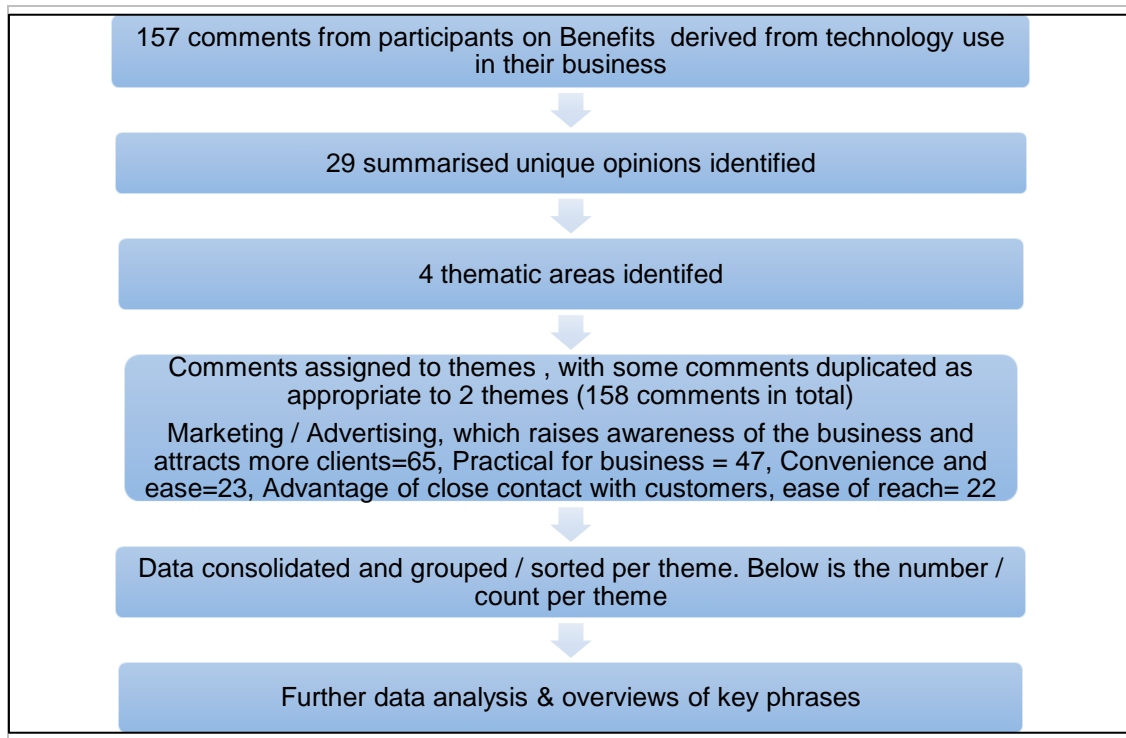 157 comments from participants on Benefits  derived from technology use
in their business
29 summarised unique opinions identified
4 thematic areas identifed
Comments assigned to themes , with some comments duplicated as
appropriate to 2 themes (158 comments in total)
Marketing / Advertising, which raises awareness of the business and
attracts more clients=65, Practical for business = 47, Convenience and
ease=23, Advantage of close contact with customers, ease of reach= 22
Data consolidated and grouped / sorted per theme. Below is the number /
count per theme
Further data analysis & overviews of key phrases